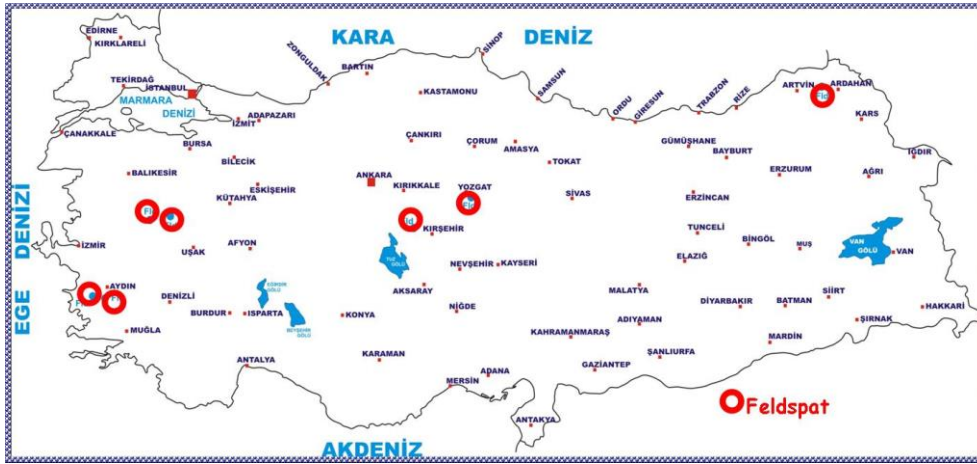 KARA DENİZ
SİNOP
EDİRNE
KIRKLARELİ
ZONGULDAK
BARTIN
TEKİRDAĞ
İSTANBUL
KASTAMONU
SAMSUN
ORDU
GİRESUN
TRABZON
RİZE
ARTVİN
ARDAHAN
MARMARA
DENİZİ
ADAPAZARI
İZMİT
KARS
ÇANAKKALE
BURSA
BİLECİK
ÇANKIRI
ÇORUM
AMASYA
TOKAT
GÜMÜŞHANE
BAYBURT
IĞDIR
BALIKESİR
ESKİŞEHİR
ANKARA
KIRIKKALE
YOZGAT
ERZURUM
AĞRI
KÜTAHYA
SİVAS
ERZİNCAN
EGE DENİZİ
İZMİR
UŞAK
AFYON
KIRŞEHİR
TUNCELİ
BİNGÖL
MUŞ
VAN
GÖLÜ
VAN
TUZ
GÖLÜ
NEVŞEHİR
KAYSERİ
ELAZIĞ
AYDIN
DENİZLİ
AKSARAY
MALATYA
BURDUR
ISPARTA
BEYŞEHİR
GÖLÜ
KONYA
NİĞDE
DİYARBAKIR
BATMAN
SİİRT
HAKKARİ
ŞIRNAK
MUĞLA
ADIYAMAN
KAHRAMANMARAŞ
MARDİN
ANTALYA
KARAMAN
ŞANLIURFA
GAZİANTEP
ADANA
MERSİN
Feldspat
ANTAKYA
AKDENİZ